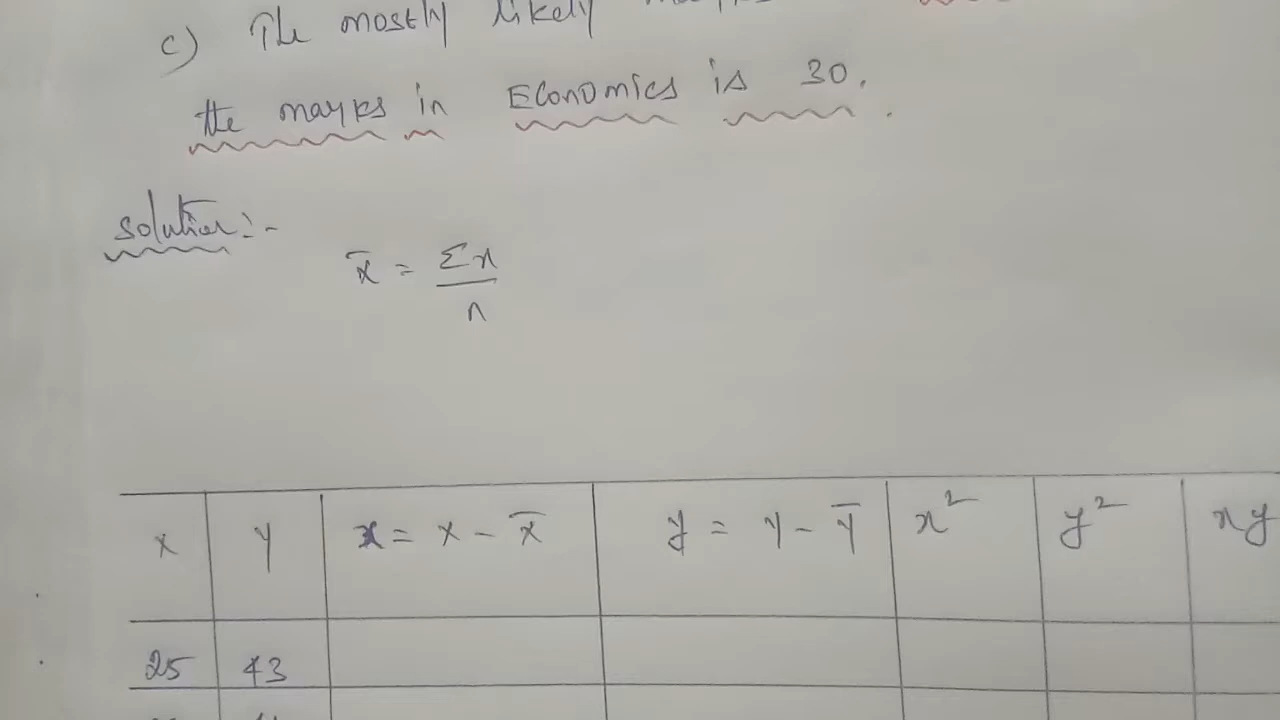 c) The mostly likely
the marks in Economics is 30.
Solution:-
x̄ = Σx
n
x y x = x - x̄ y = y - ȳ x² y² xy
25 43